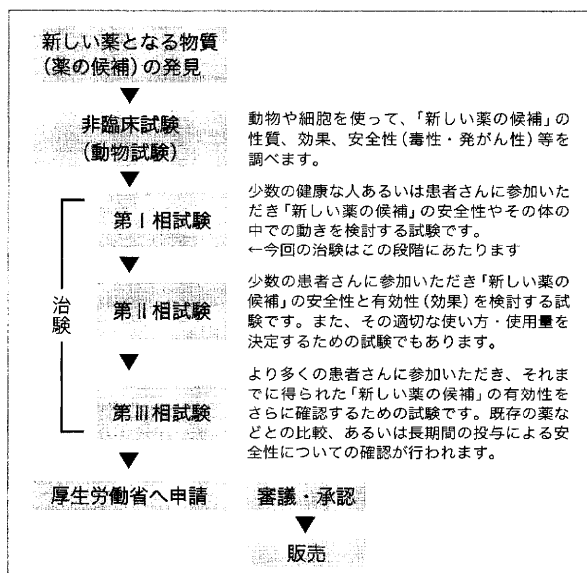 新しい薬となる物質
(薬の候補)の発見
▼
非臨床試験
(動物試験)
動物や細胞を使って、「新しい薬の候補」の
性質、効果、安全性(毒性・発がん性)等を
調べます。
▼
治験
第Ⅰ相試験
少数の健康な人あるいは患者さんに参加いた
だき「新しい薬の候補」の安全性やその体の
中での動きを検討する試験です。
←今回の治験はこの段階にあたります
▼
第Ⅱ相試験
少数の患者さんに参加いただき「新しい薬の
候補」の安全性と有効性(効果)を検討する試
験です。また、その適切な使い方・使用量を
決定するための試験でもあります。
▼
第Ⅲ相試験
より多くの患者さんに参加いただき、それま
でに得られた「新しい薬の候補」の有効性を
さらに確認するための試験です。既存の薬な
どとの比較、あるいは長期間の投与による安
全性についての確認が行われます。
▼
厚生労働省へ申請
審議・承認
▼
販売